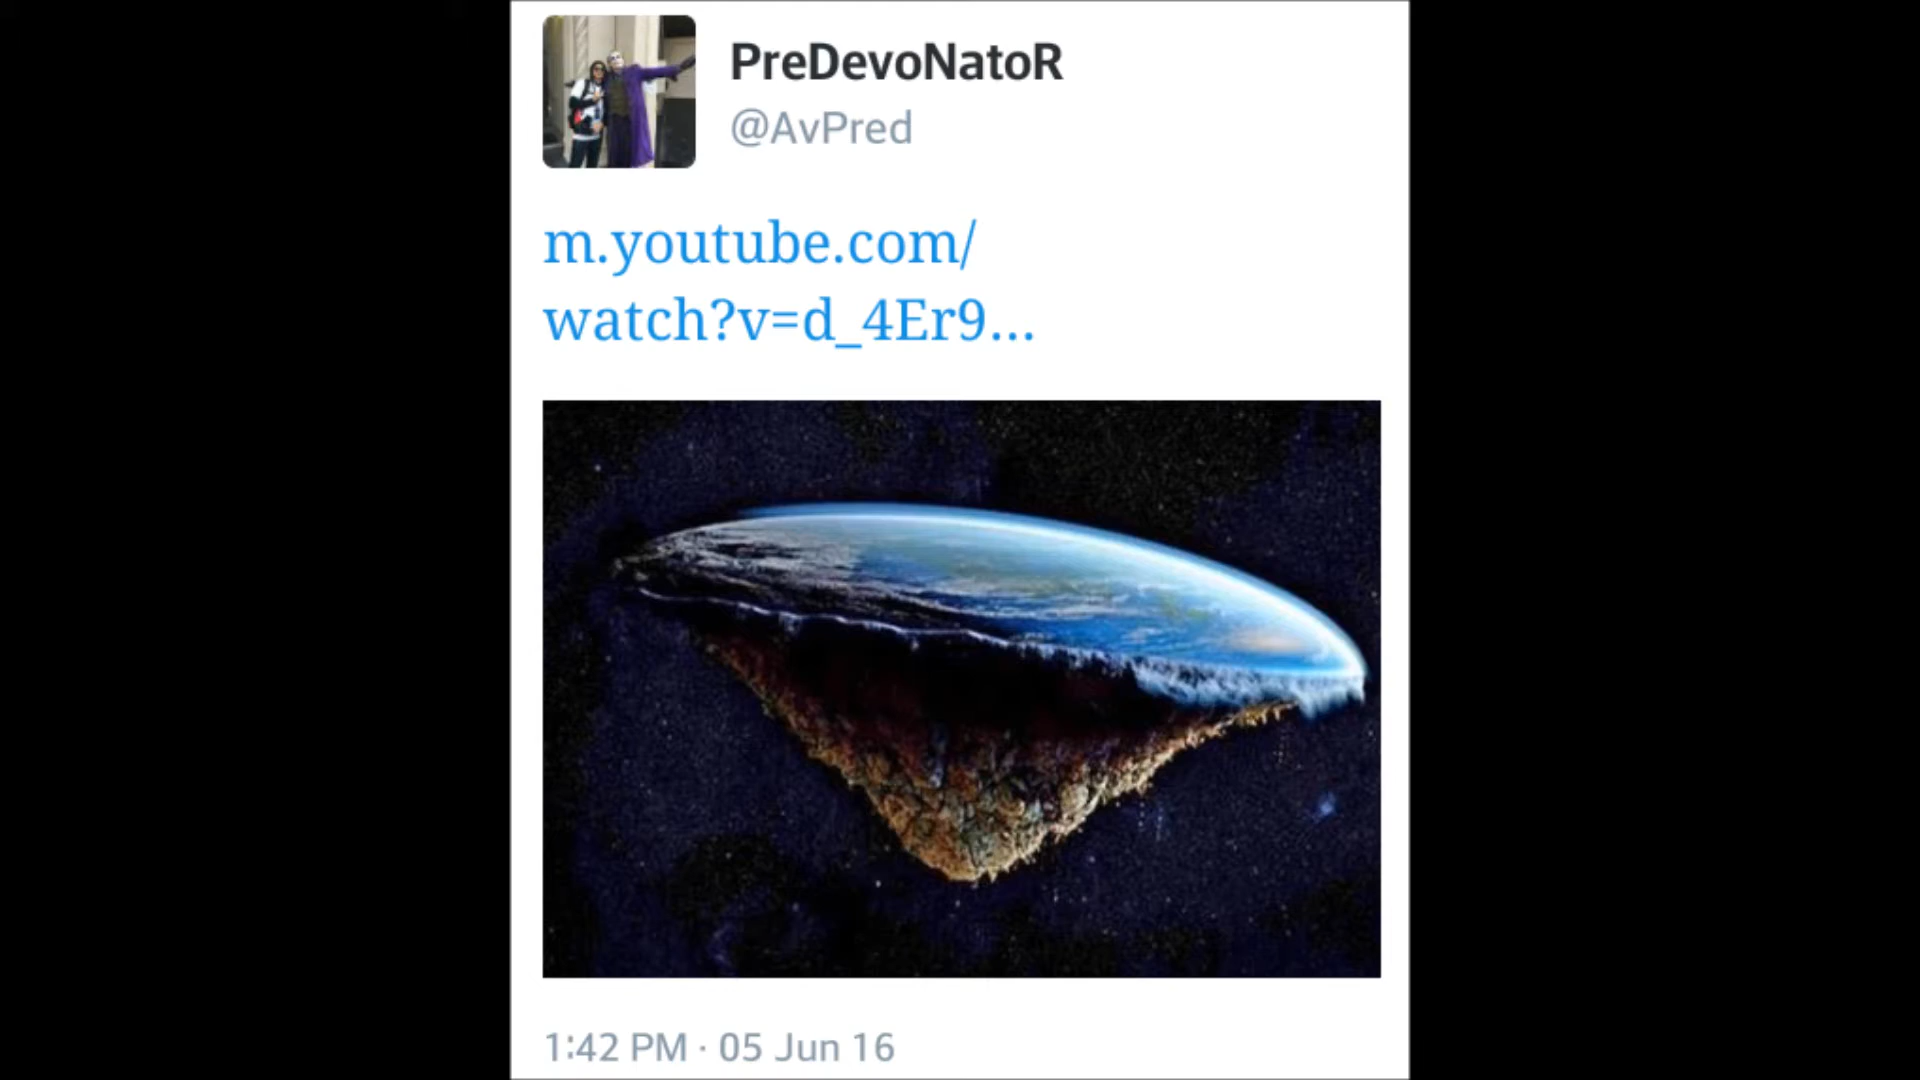 PreDevoNatoR
@AvPred
m.youtube.com/
watch?v=d_4Er9...
1:42 PM · 05 Jun 16